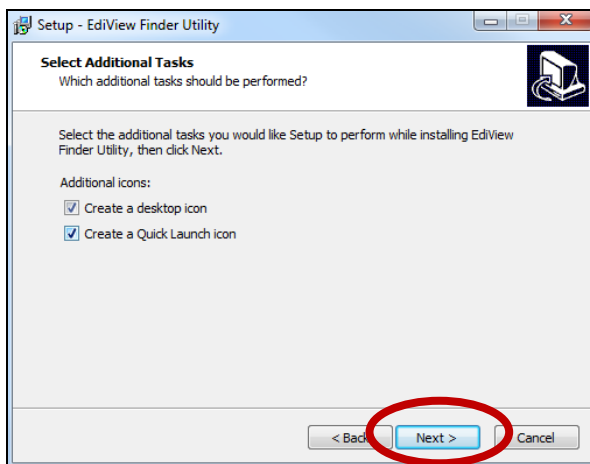 Setup - EdiView Finder Utility
Select Additional Tasks
Which additional tasks should be performed?
Select the additional tasks you would like Setup to perform while installing EdiView
Finder Utility, then click Next.
Additional icons:
Create a desktop icon
Create a Quick Launch icon
< Back Next > Cancel